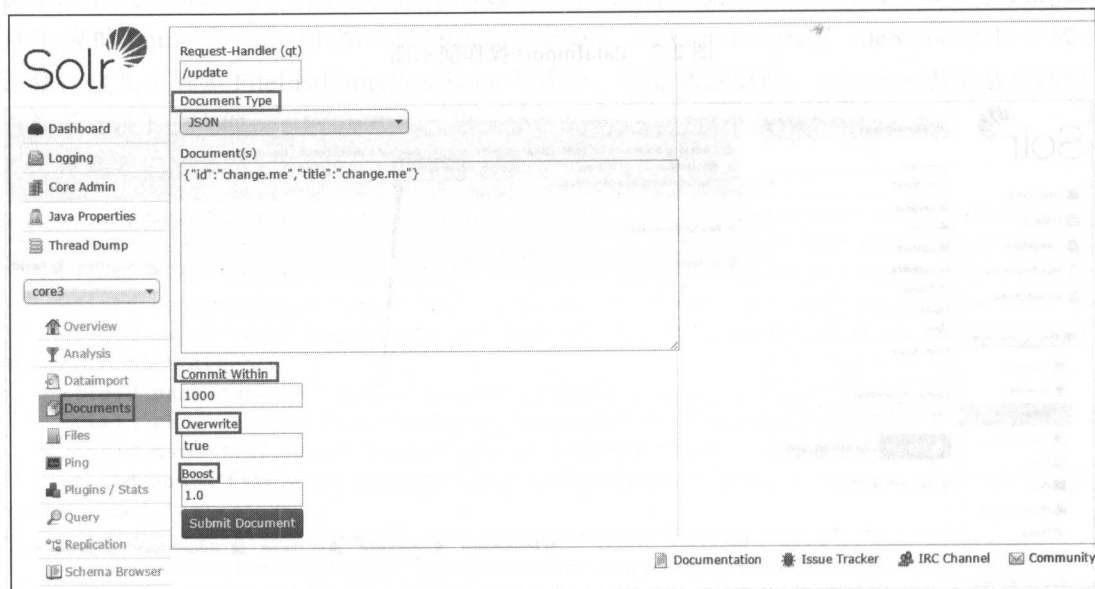 Solr
Dashboard
Logging
Core Admin
Java Properties
Thread Dump
core3
Overview
Analysis
Dataimport
Documents
Files
Ping
Plugins / Stats
Query
Replication
Schema Browser
Request-Handler (qt)
/update
Document Type
JSON
Document(s)
{"id":"change.me","title":"change.me"}
Commit Within
1000
Overwrite
true
Boost
1.0
Submit Document
Documentation
Issue Tracker
IRC Channel
Community